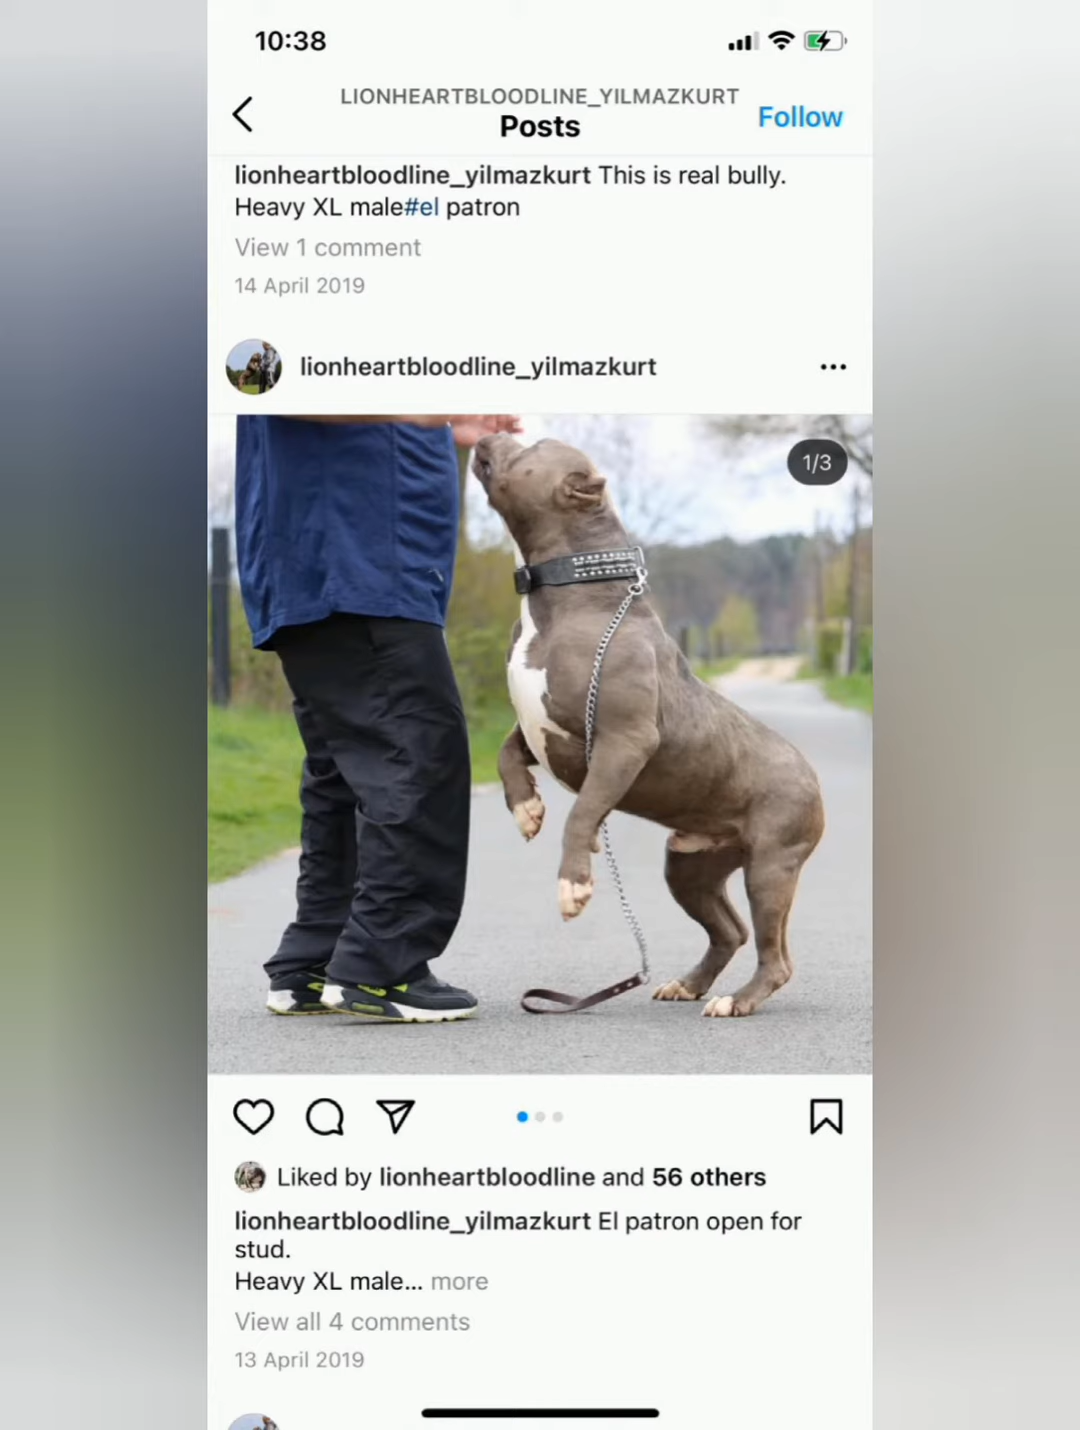 10:38
LIONHEARTBLOODLINE_YILMAZKURT
Posts
Follow
lionheartbloodline_yilmazkurt This is real bully.
Heavy XL male#el patron
View 1 comment
14 April 2019
lionheartbloodline_yilmazkurt
1/3
Liked by lionheartbloodline and 56 others
lionheartbloodline_yilmazkurt El patron open for
stud.
Heavy XL male... more
View all 4 comments
13 April 2019